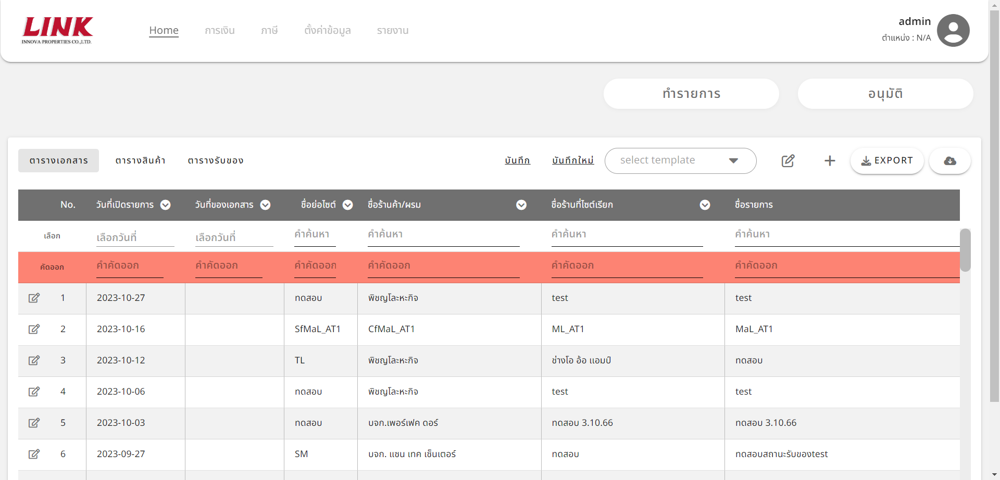 LINK
INNOVA PROPERTIES CO.,LTD.
Home การเงิน ภาษี ตั้งค่าข้อมูล รายงาน
admin
ตำแหน่ง : N/A
ทำรายการ อนุมัติ
ตารางเอกสาร ตารางสินค้า ตารางรับของ บันทึก บันทึกใหม่ select template EXPORT
No. วันที่เปิดรายการ วันที่ของเอกสาร ชื่อย่อไซต์ ชื่อร้านค้า/ผรม ชื่อร้านที่ไซต์เรียก ชื่อรายการ
เลือก เลือกวันที่ เลือกวันที่ คำค้นหา คำค้นหา คำค้นหา คำค้นหา
คัดออก คำคัดออก คำคัดออก คำคัดออก คำคัดออก คำคัดออก คำคัดออก
1 2023-10-27 ทดสอบ พิชญโลหะกิจ test test
2 2023-10-16 SfMaL_AT1 CfMaL_AT1 ML_AT1 MaL_AT1
3 2023-10-12 TL พิชญโลหะกิจ ช่างโอ อ้อ แอมป์ ทดสอบ
4 2023-10-06 ทดสอบ พิชญโลหะกิจ test test
5 2023-10-03 ทดสอบ บจก.เพอร์เฟค ดอร์ ทดสอบ 3.10.66 ทดสอบ 3.10.66
6 2023-09-27 SM บจก. แซน เทค เซ็นเตอร์ ทดสอบ ทดสอบสถานะรับของtest